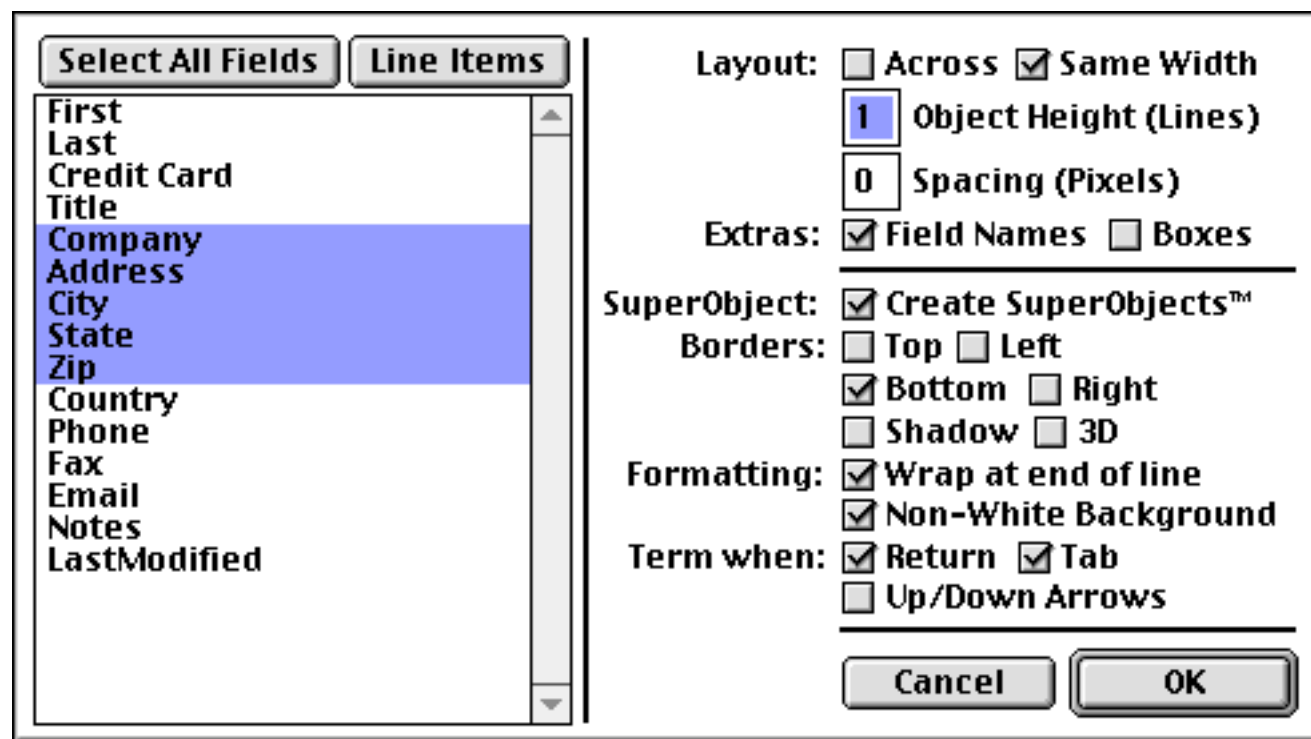 Select All Fields Line Items
First
Last
Credit Card
Title
Company
Address
City
State
Zip
Country
Phone
Fax
Email
Notes
LastModified
Layout: Across Same Width
1 Object Height (Lines)
0 Spacing (Pixels)
Extras: Field Names Boxes
SuperObject: Create SuperObjects™
Borders: Top Left
Bottom Right
Shadow 3D
Formatting: Wrap at end of line
Non-White Background
Term when: Return Tab
Up/Down Arrows
Cancel OK